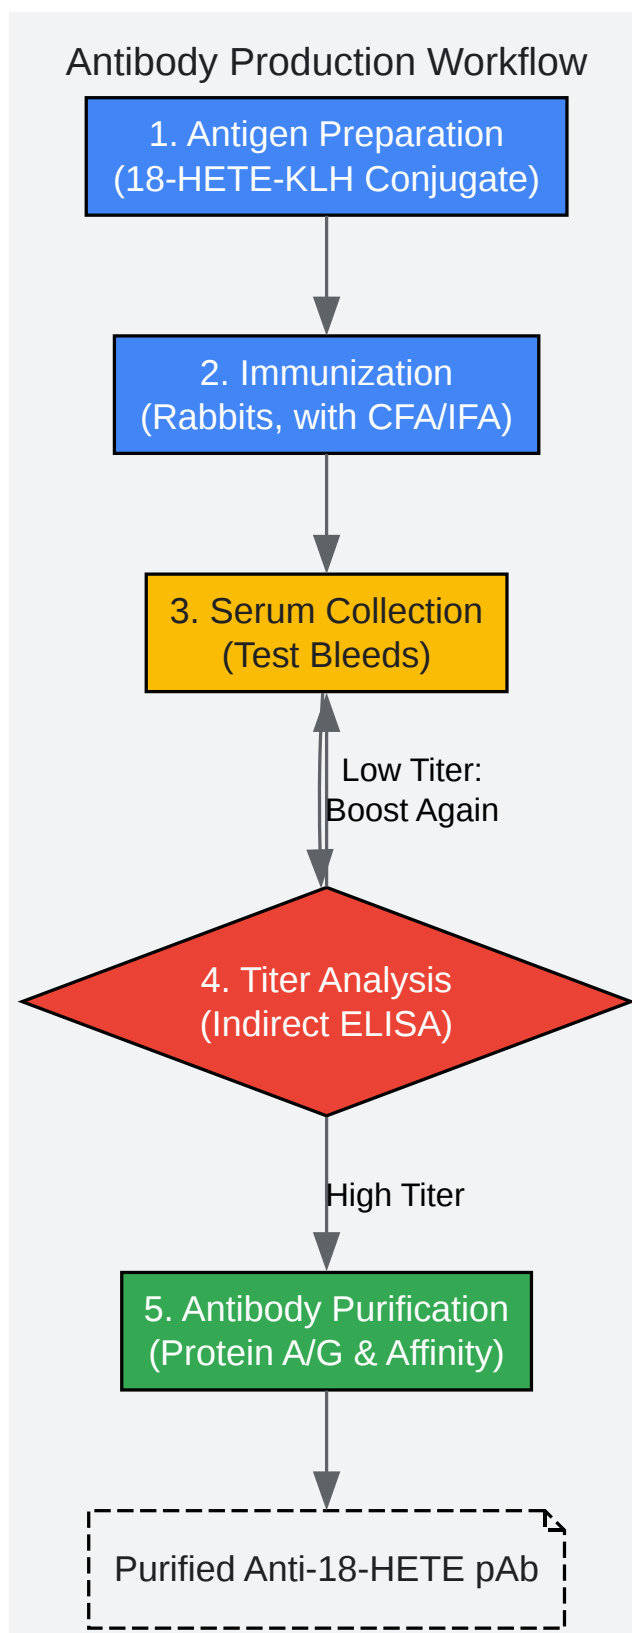 Antibody Production Workflow
1. Antigen Preparation
(18-HETE-KLH Conjugate)
2. Immunization
(Rabbits, with CFA/IFA)
3. Serum Collection
(Test Bleeds)
Low Titer:
Boost Again
4. Titer Analysis
(Indirect ELISA)
High Titer
5. Antibody Purification
(Protein A/G & Affinity)
Purified Anti-18-HETE pAb